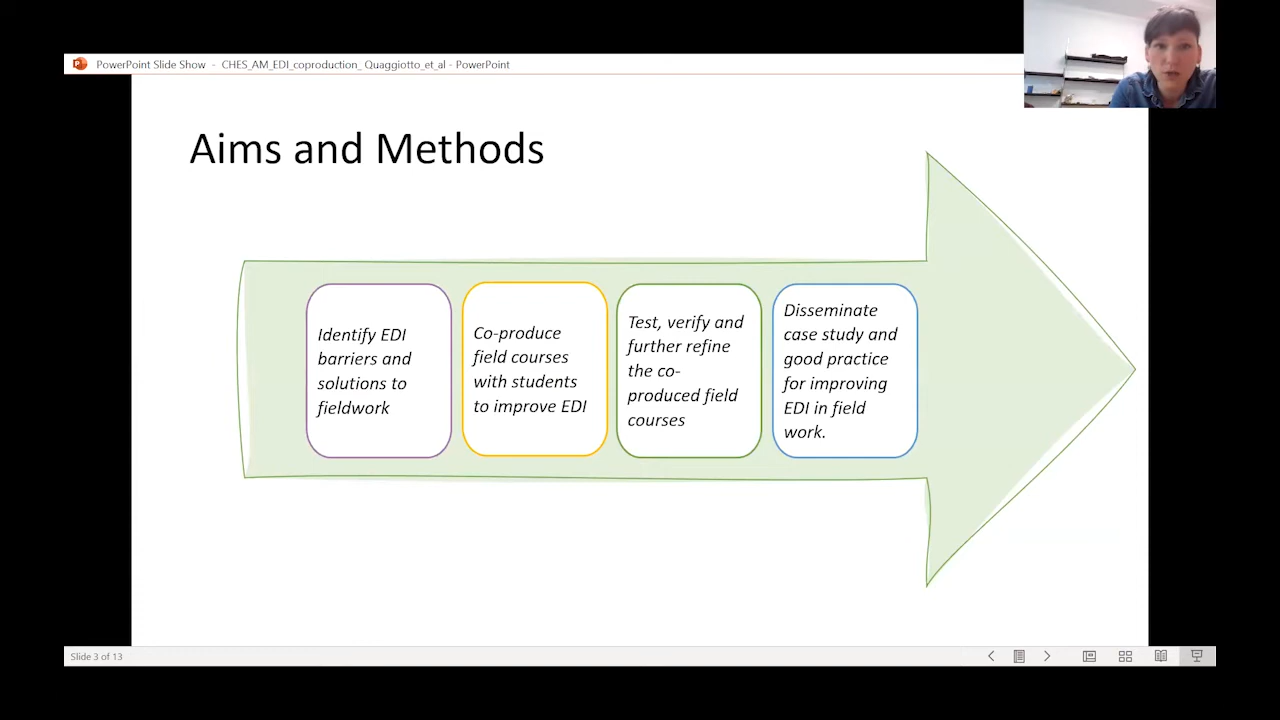 PowerPoint Slide Show - CHES_AM_EDI_coproduction_ Quaggiotto_et_al - PowerPoint
Aims and Methods
Identify EDI
barriers and
solutions to
fieldwork
Co-produce
field courses
with students
to improve EDI
Test, verify and
further refine
the co-
produced field
courses
Disseminate
case study and
good practice
for improving
EDI in field
work.
Slide 3 of 13